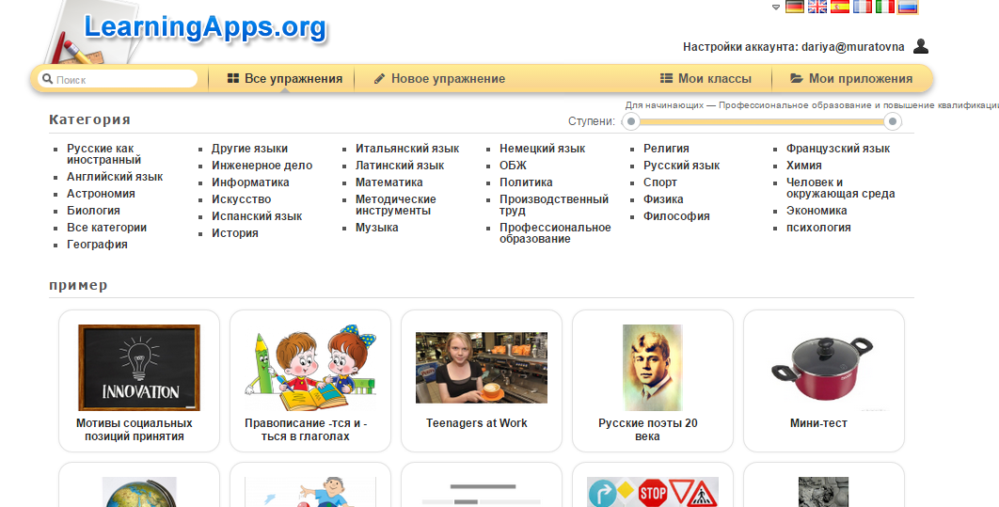 LearningApps.org
Настройки аккаунта: dariya@muratovna
Поиск
Все упражнения
Новое упражнение
Мои классы
Мои приложения
Для начинающих — Профессиональное образование и повышение квалификации
Категория
Ступени:
Русские как
иностранный
Английский язык
Астрономия
Биология
Все категории
География
Другие языки
Инженерное дело
Информатика
Искусство
Испанский язык
История
Итальянский язык
Латинский язык
Математика
Методические
инструменты
Музыка
Немецкий язык
ОБЖ
Политика
Производственный
труд
Профессиональное
образование
Религия
Русский язык
Спорт
Физика
Философия
Французский язык
Химия
Человек и
окружающая среда
Экономика
психология
пример
INNOVATION
Мотивы социальных
позиций принятия
Правописание -тся и -
ться в глаголах
Teenagers at Work
Русские поэты 20
века
Мини-тест
STOP